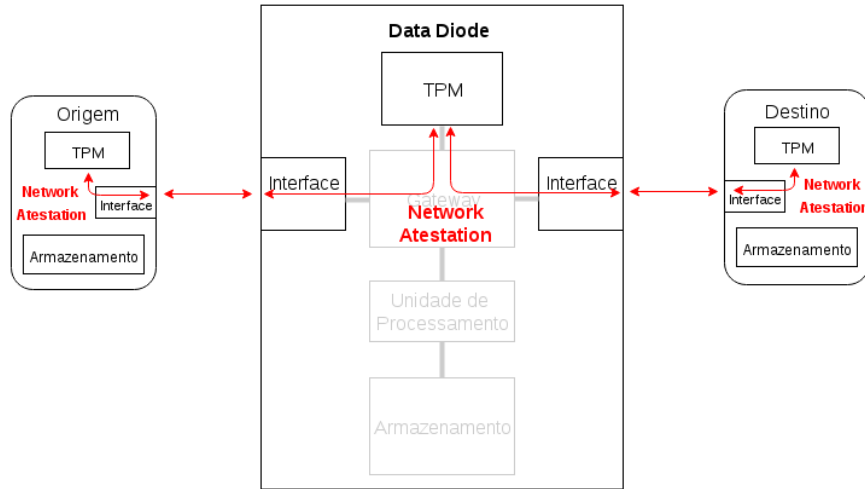 Data Diode
TPM
Interface
Interface
Gateway
Network
Atestation
Unidade de
Processamento
Armazenamento
Origem
TPM
Network
Atestation
Interface
Armazenamento
Destino
TPM
Network
Atestation
Interface
Armazenamento